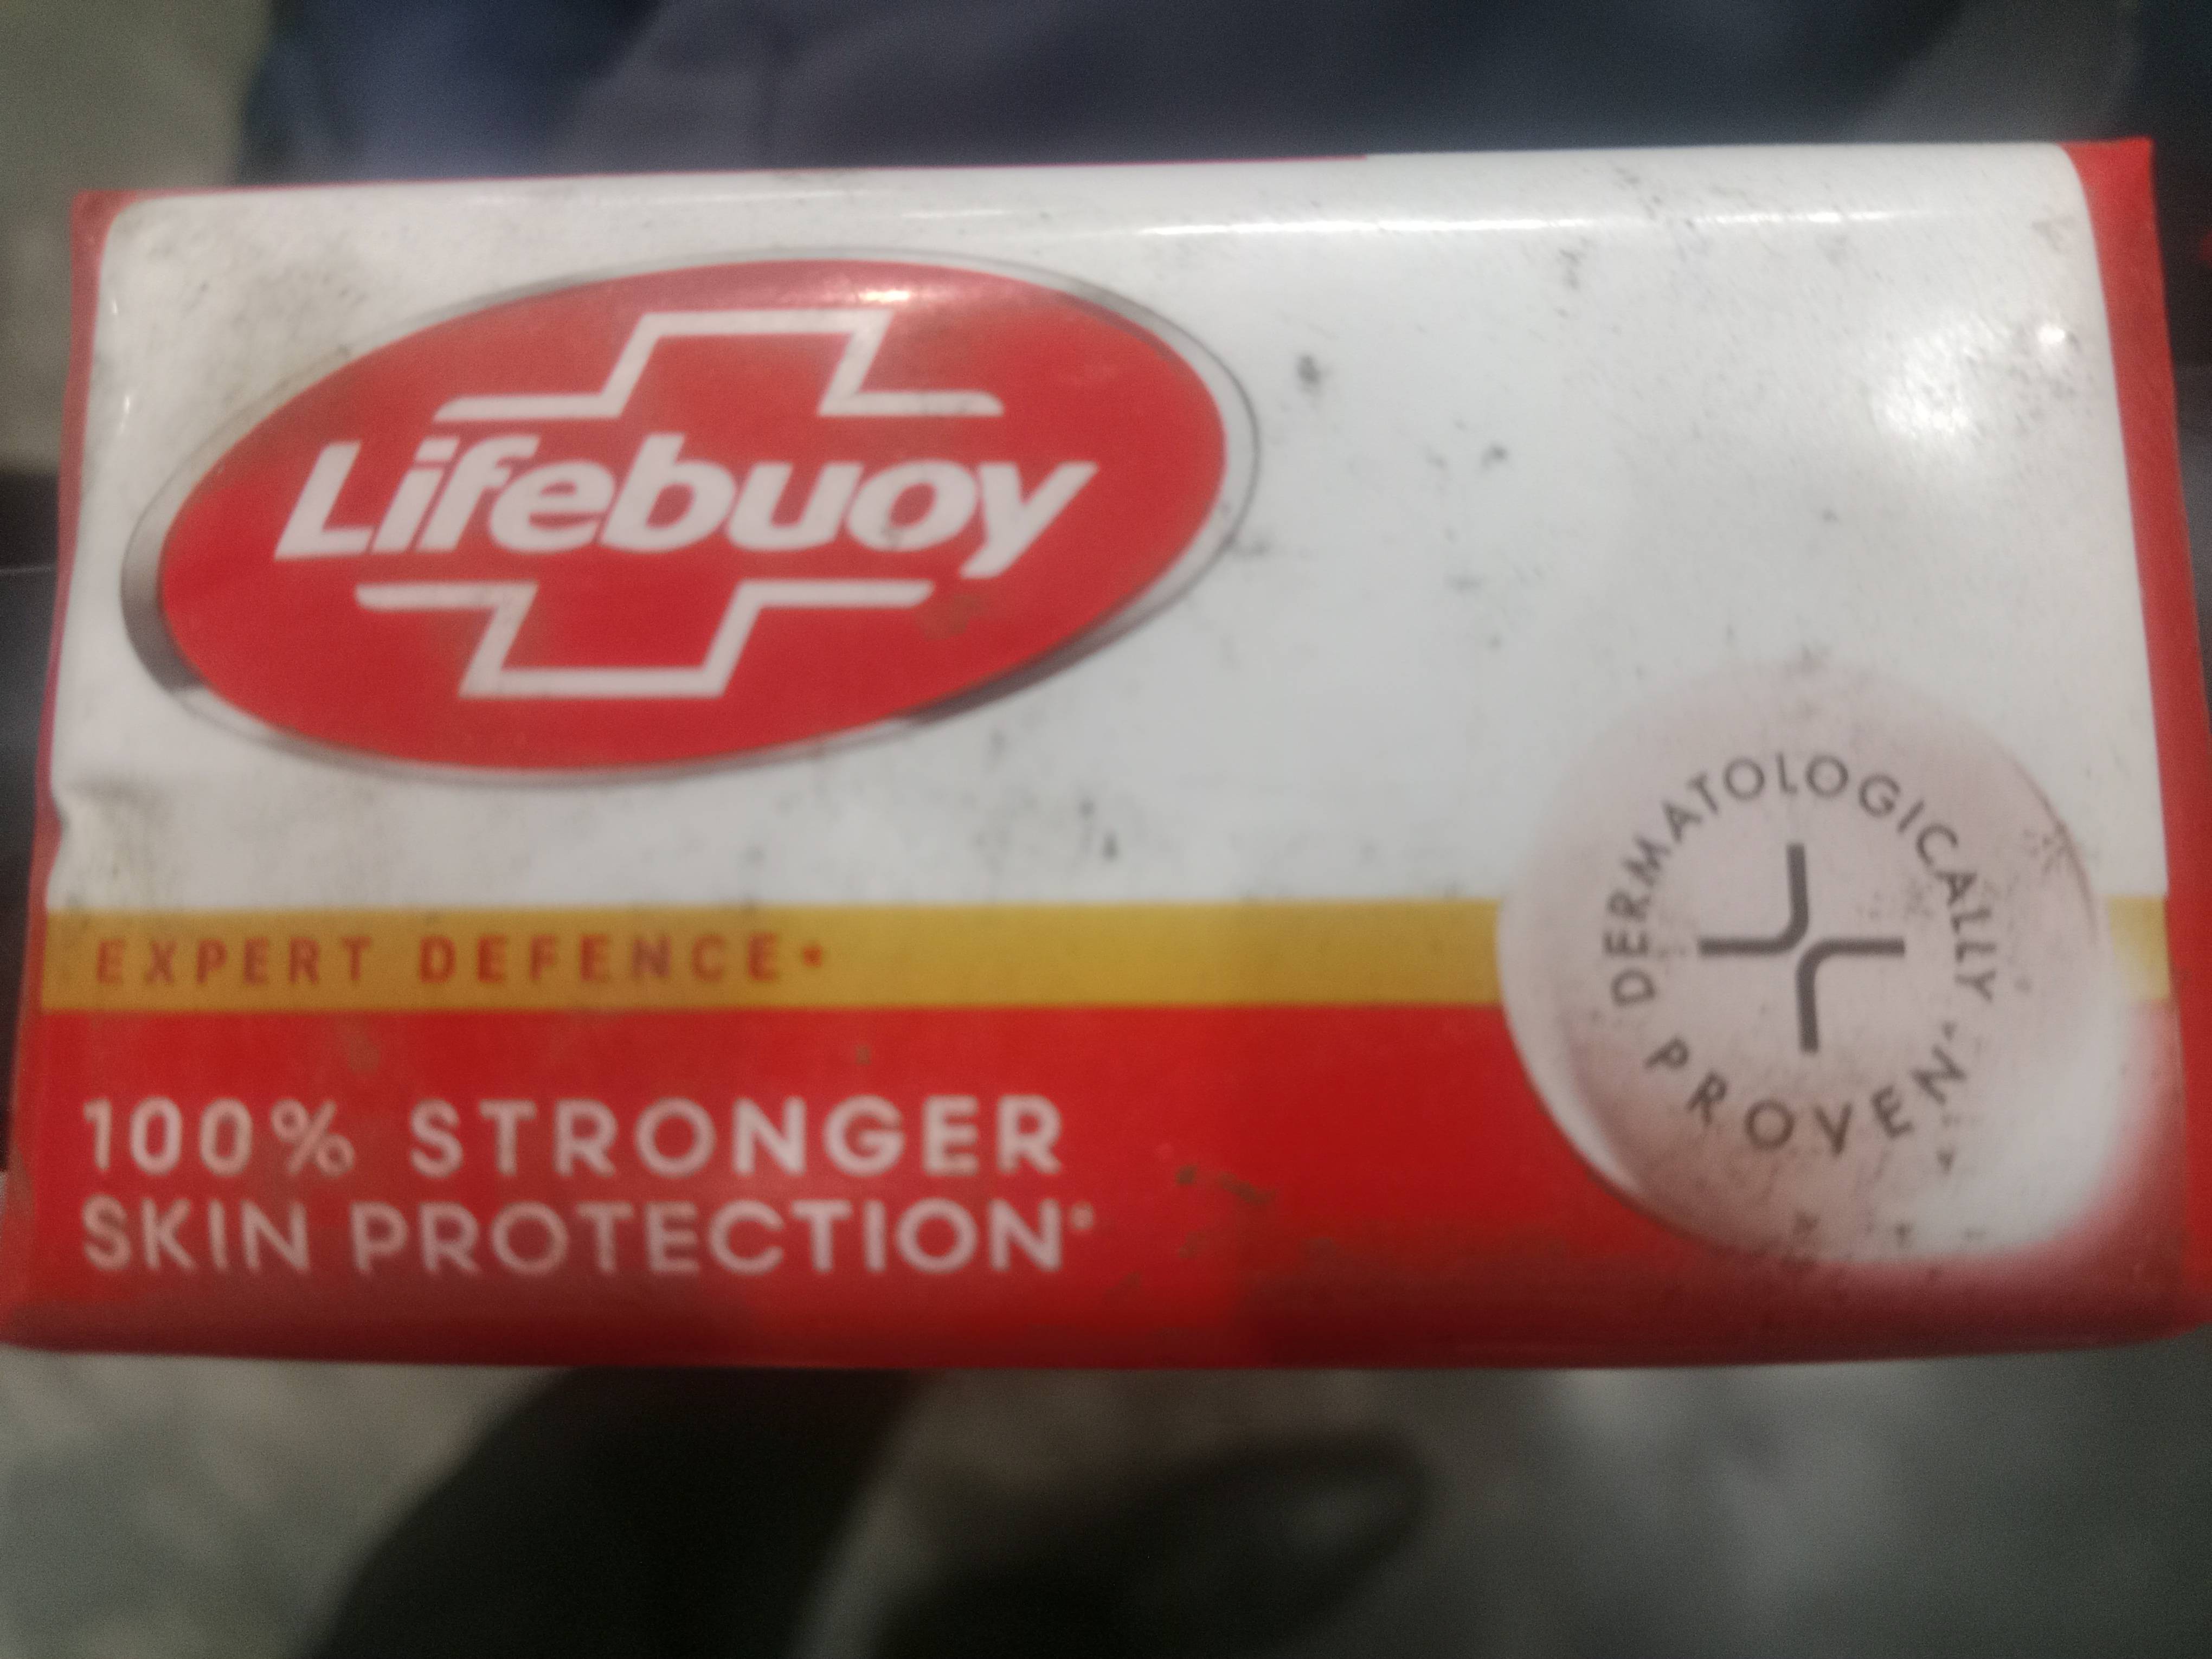 Lifebuoy
EXPERT DEFENCE+
100% STRONGER
SKIN PROTECTION*
DERMATOLOGICALLY
PROVEN